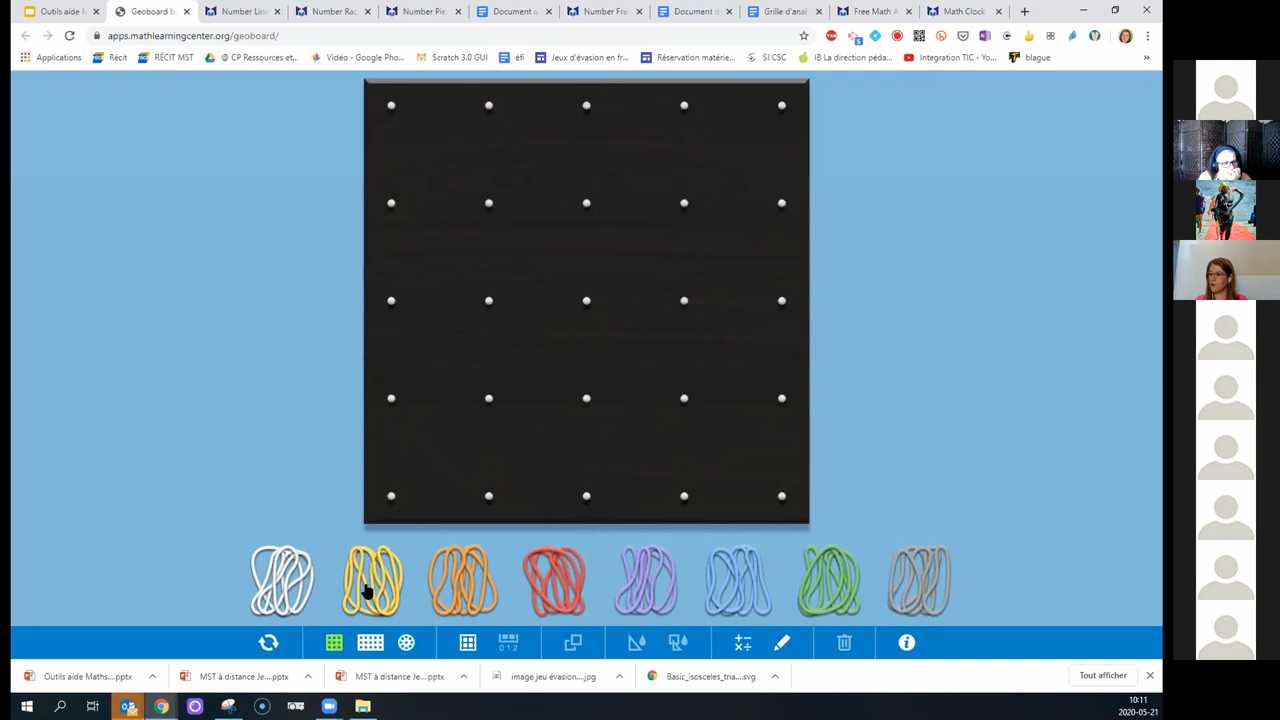 Outils aide M
Geoboard b
Number Line
Number Rac
Number Pie
Document o
Number Fra
Document o
Grille d'ana
Free Math A
Math Clock
apps.mathlearningcenter.org/geoboard/
Applications
Récit
RÉCIT MST
@ CP Ressources et...
Vidéo - Google Pho...
Scratch 3.0 GUI
éfi
Jeux d'évasion en fr...
Réservation matérie...
SI CSC
IB La direction péda...
Integration TIC - Yo...
blague
»
0 1 2
Outils aide Maths....pptx
MST à distance Je....pptx
MST à distance Je....pptx
image jeu évasion....jpg
Basic_isosceles_tria....svg
Tout afficher
10:11
2020-05-21